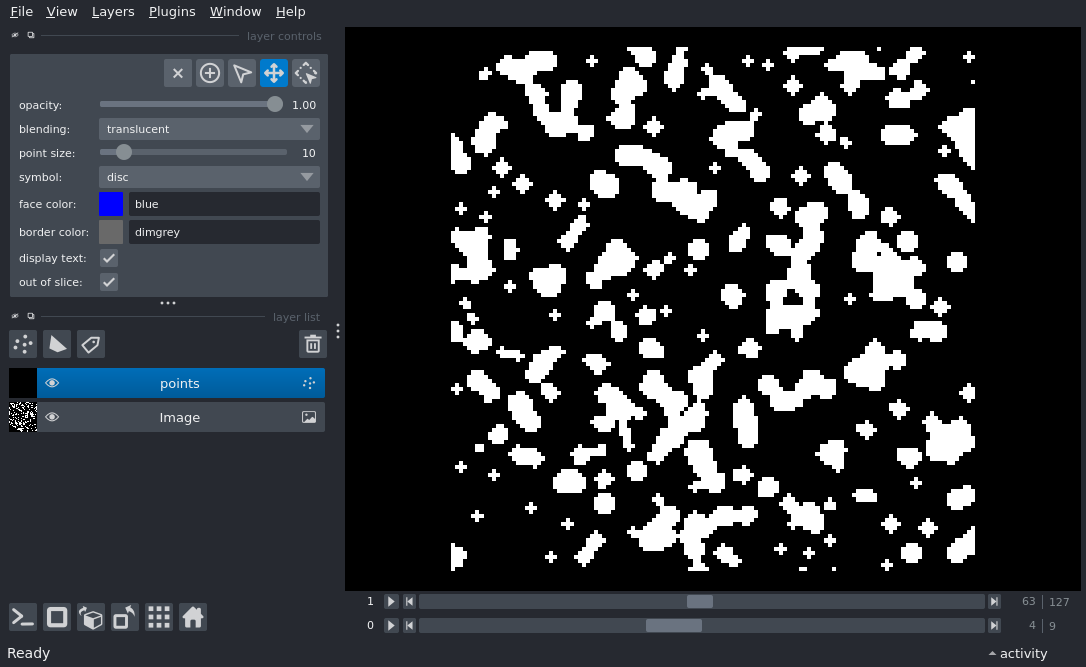 File View Layers Plugins Window Help
layer controls
opacity: 1.00
blending: translucent
point size: 10
symbol: disc
face color: blue
border color: dimgrey
display text:
out of slice:
layer list
points
Image
1 63 127
0 4 9
Ready activity